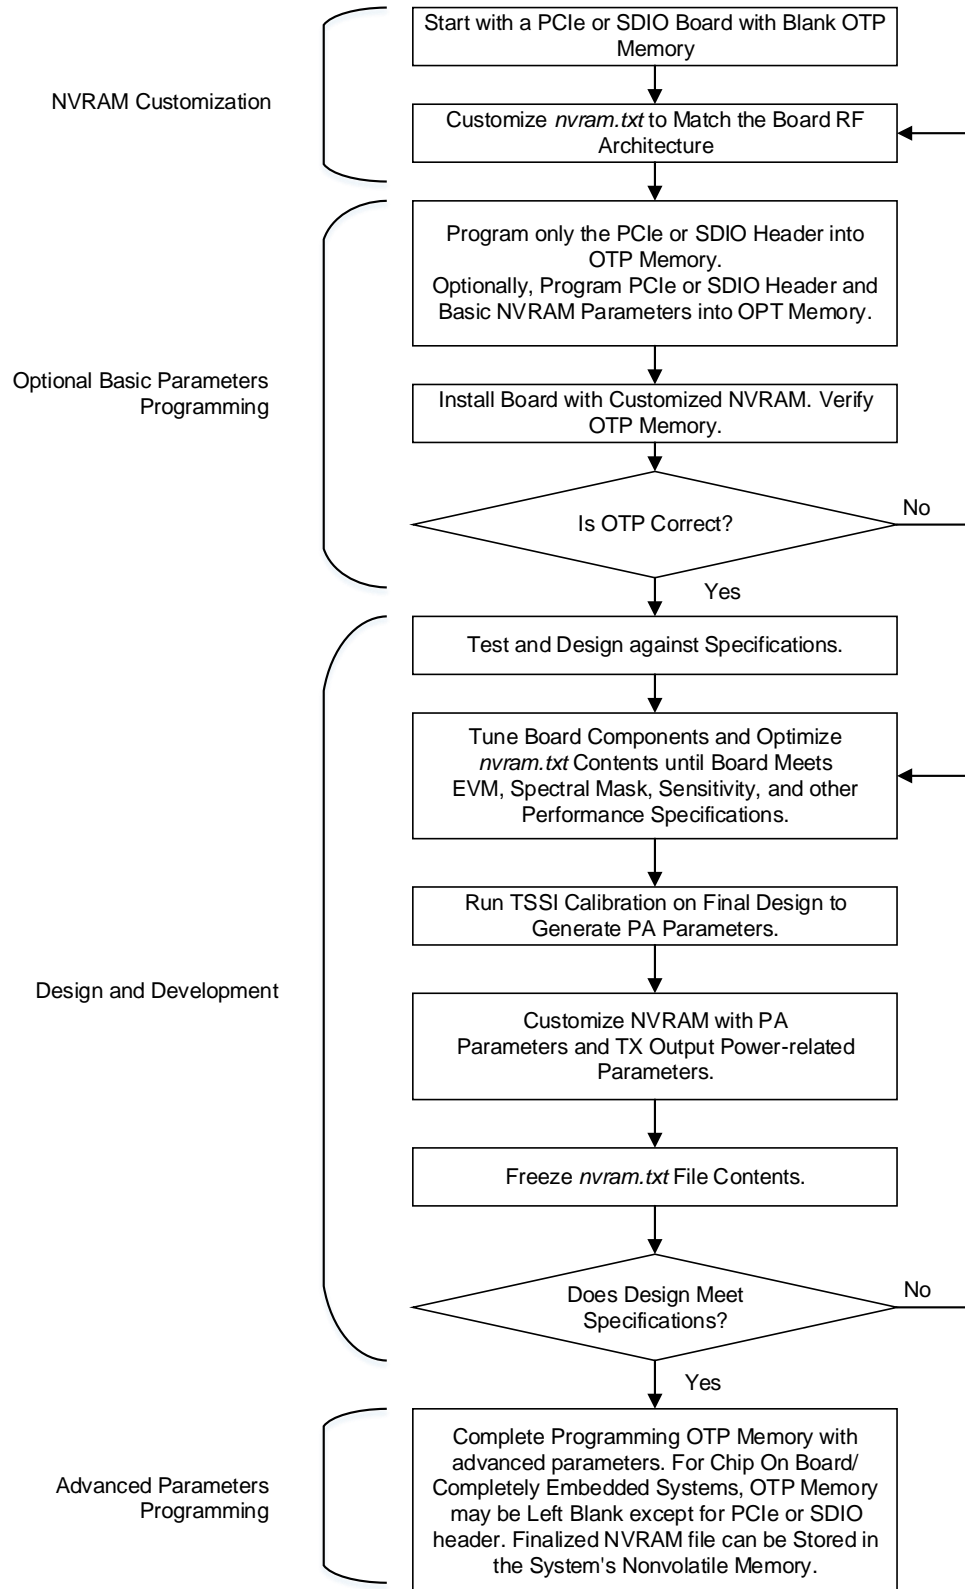 Start with a PCIe or SDIO Board with Blank OTP
Memory
NVRAM Customization
Customize nvram.txt to Match the Board RF
Architecture
Program only the PCIe or SDIO Header into
OTP Memory.
Optionally, Program PCIe or SDIO Header and
Basic NVRAM Parameters into OPT Memory.
Optional Basic Parameters
Programming
Install Board with Customized NVRAM. Verify
OTP Memory.
Is OTP Correct?
No
Yes
Test and Design against Specifications.
Tune Board Components and Optimize
nvram.txt Contents until Board Meets
EVM, Spectral Mask, Sensitivity, and other
Performance Specifications.
Run TSSI Calibration on Final Design to
Generate PA Parameters.
Design and Development
Customize NVRAM with PA
Parameters and TX Output Power-related
Parameters.
Freeze nvram.txt File Contents.
Does Design Meet
Specifications?
No
Yes
Complete Programming OTP Memory with
advanced parameters. For Chip On Board/
Completely Embedded Systems, OTP Memory
may be Left Blank except for PCIe or SDIO
header. Finalized NVRAM file can be Stored in
the System's Nonvolatile Memory.
Advanced Parameters
Programming